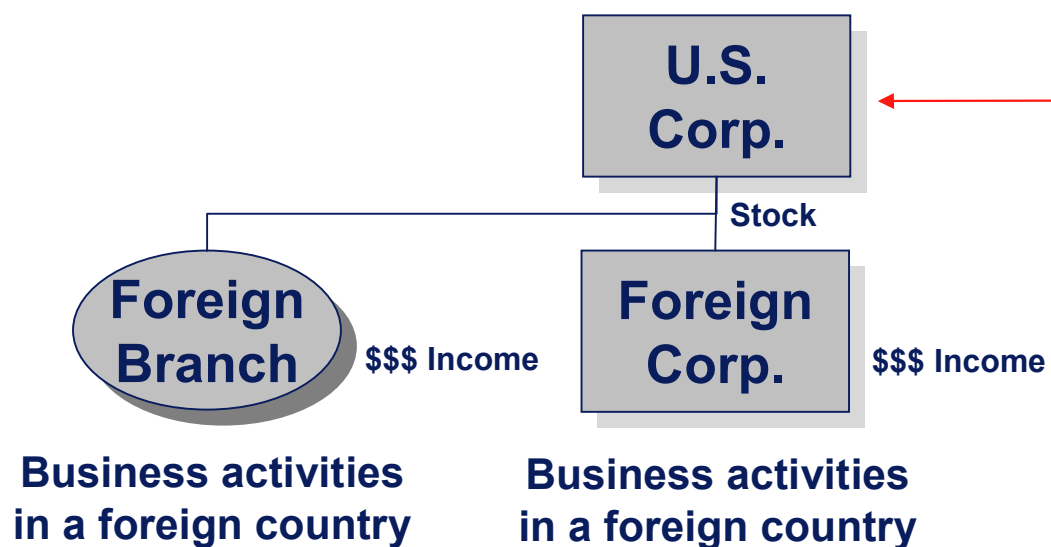 U.S.
Corp.
Stock
Foreign
Branch
$$$ Income
Foreign
Corp.
$$$ Income
Business activities
in a foreign country
Business activities
in a foreign country